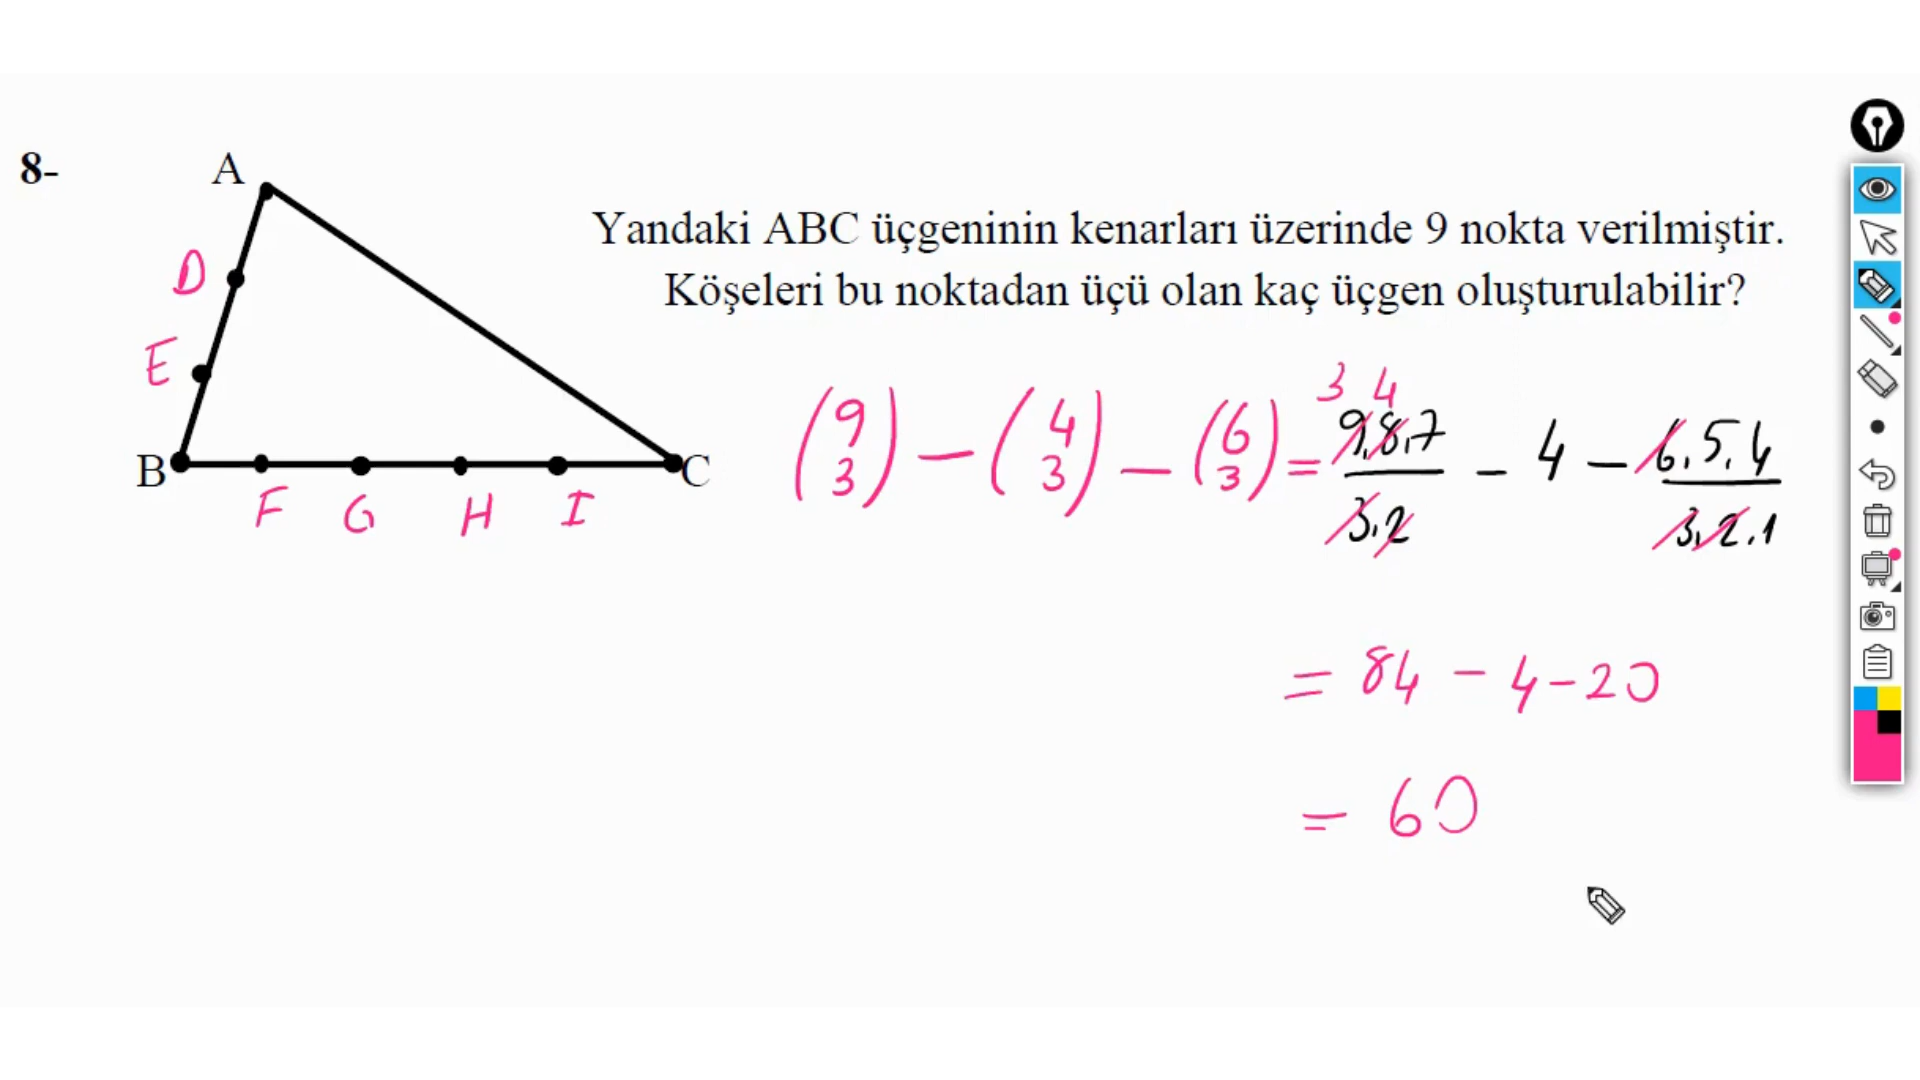 8-
A
Yandaki ABC üçgeninin kenarları üzerinde 9 nokta verilmiştir.
Köşeleri bu noktadan üçü olan kaç üçgen oluşturulabilir?
D
E
B F G H I C
(9 3) - (4 3) - (6 3) = 9.8.7 / 3.2 - 4 - 6.5.4 / 3.2.1
3 4
= 84 - 4 - 20
= 60